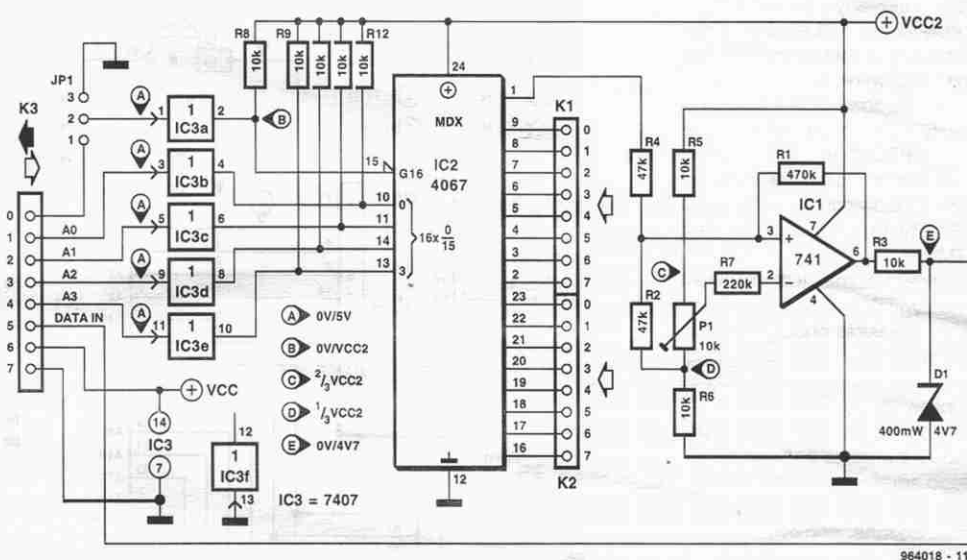 R8
R9
R12
VCC2
10k
10k
10k
10k
10k
24
JP1
3
2
1
K3
A
1
1
2
IC3a
B
MDX
1
K1
IC2
4067
15
G16
A
3
1
4
IC3b
10
0
A
5
1
6
IC3c
11
16x 0/15
14
A
9
1
8
IC3d
13
3
A
11
1
10
IC3e
0
1
2
3
4
5
6
7
A0
A1
A2
A3
DATA IN
VCC
14
IC3
7
12
1
IC3f
13
IC3 = 7407
A 0V/5V
B 0V/VCC2
C 2/3VCC2
D 1/3VCC2
E 0V/4V7
12
9 0
8 1
7 2
6 3
5 4
4 5
3 6
2 7
23 0
22 1
21 2
20 3
19 4
18 5
17 6
16 7
K2
R4
47k
R5
10k
R1
470k
IC1
7
3
+
741
6
2
−
4
R3
10k
E
C
R7
220k
R2
47k
P1
10k
D
R6
10k
D1
400mW 4V7
964018 - 11